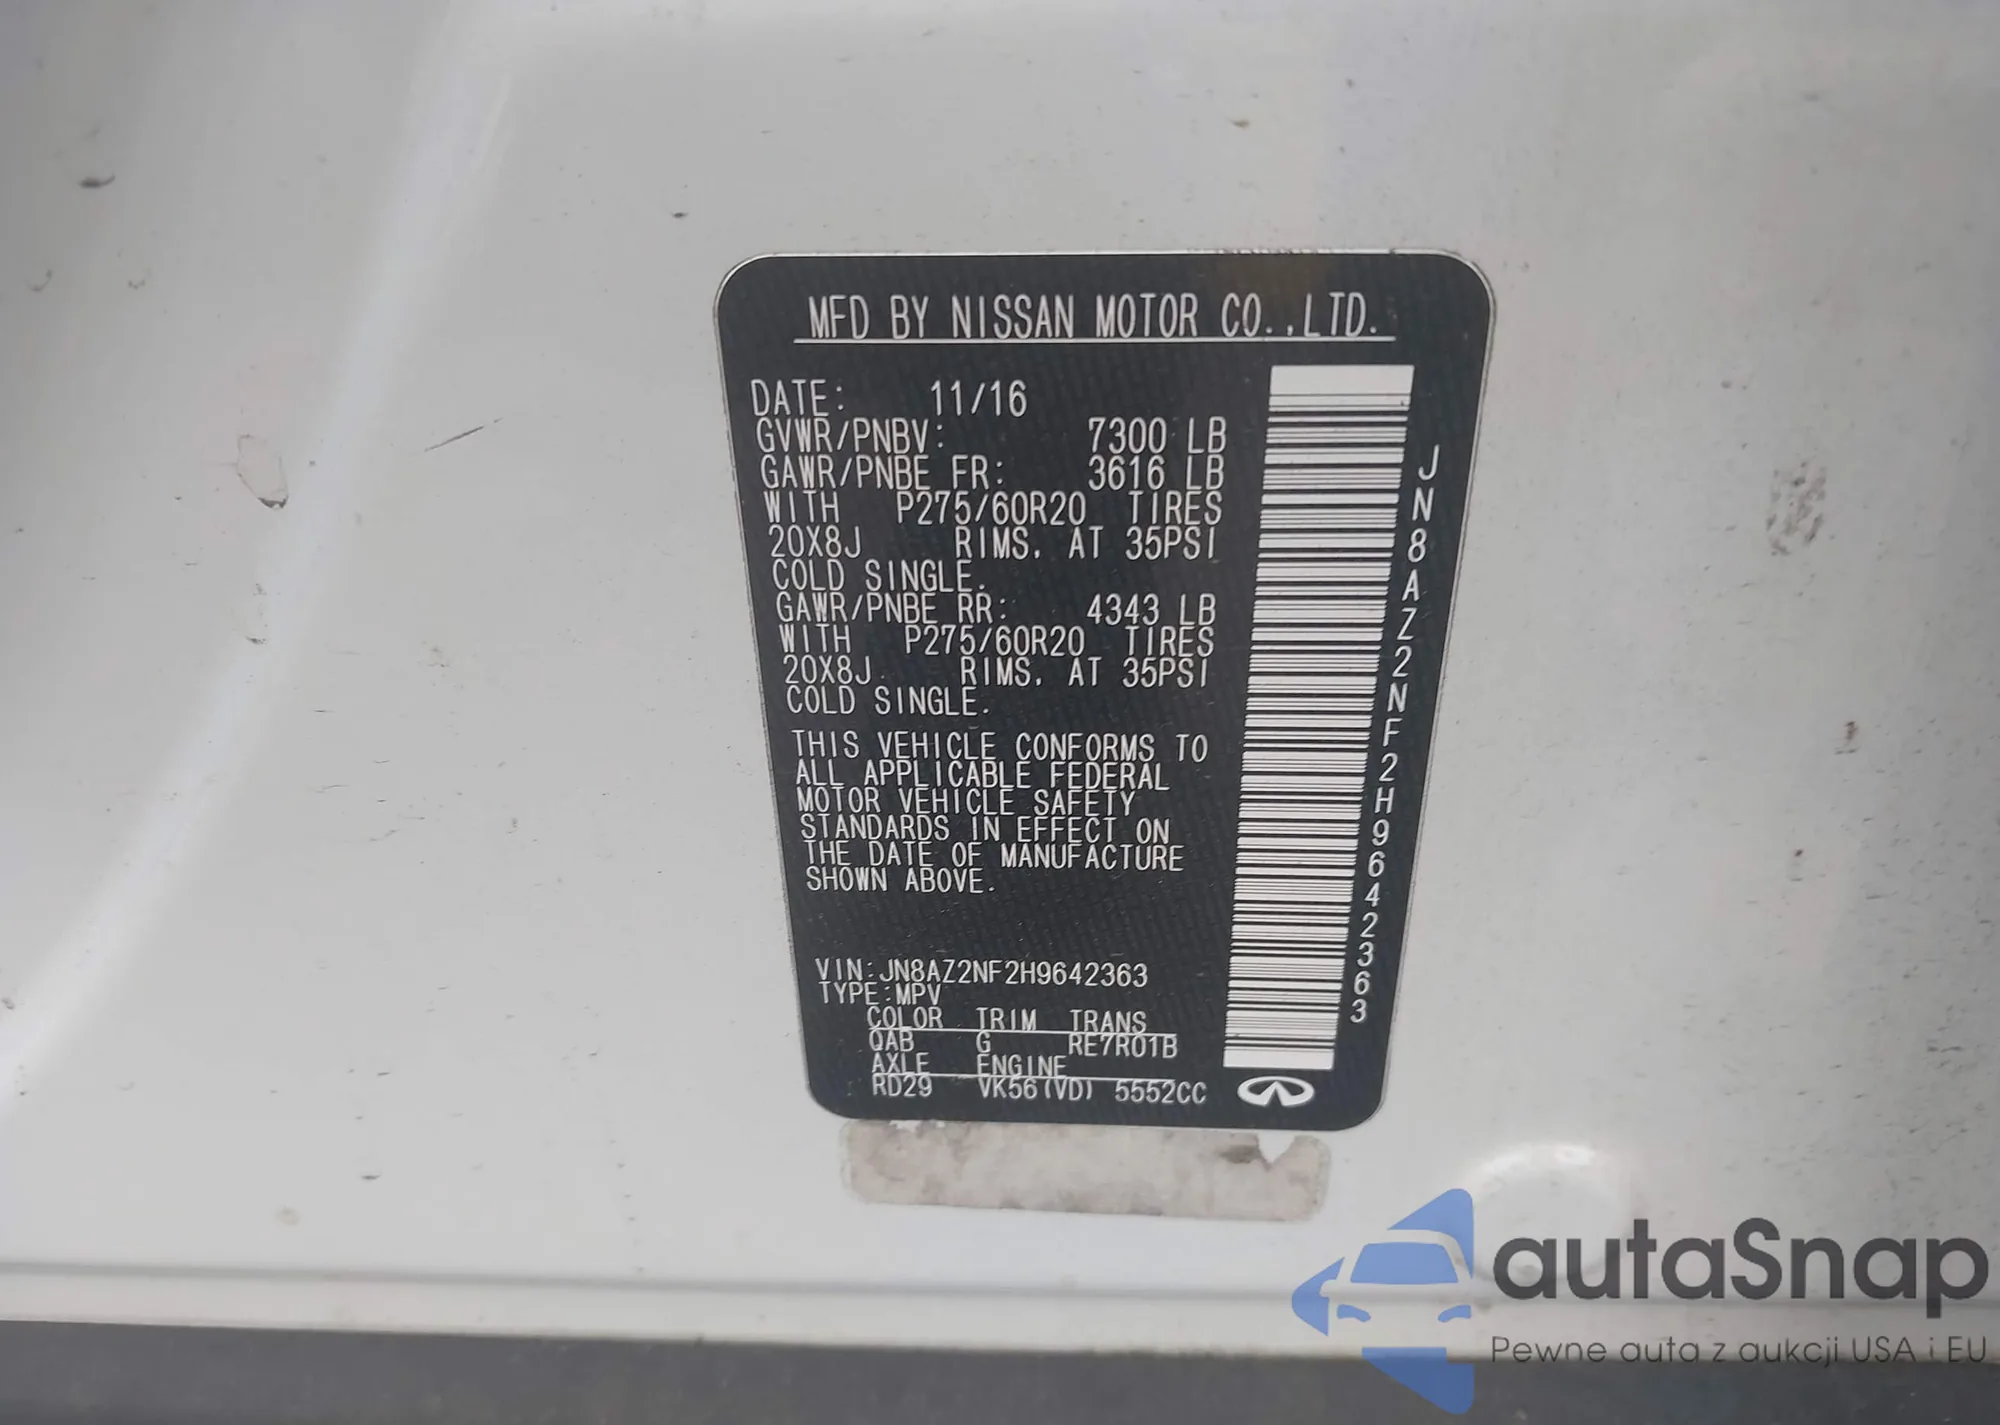 MFD BY NISSAN MOTOR CO.,LTD.
DATE: 11/16
GVWR/PNBV: 7300 LB
GAWR/PNBE FR: 3616 LB
WITH P275/60R20 TIRES
20X8J RIMS, AT 35PSI
COLD SINGLE.
GAWR/PNBE RR: 4343 LB
WITH P275/60R20 TIRES
20X8J RIMS, AT 35PSI
COLD SINGLE.
THIS VEHICLE CONFORMS TO
ALL APPLICABLE FEDERAL
MOTOR VEHICLE SAFETY
STANDARDS IN EFFECT ON
THE DATE OF MANUFACTURE
SHOWN ABOVE.
VIN:JN8AZ2NF2H9642363
TYPE:MPV
COLOR TRIM TRANS
QAB G RE7R01B
AXLE ENGINE
RD29 VK56(VD) 5552CC
JN8AZ2NF2H9642363
autaSnap
Pewne auta z aukcji USA i EU